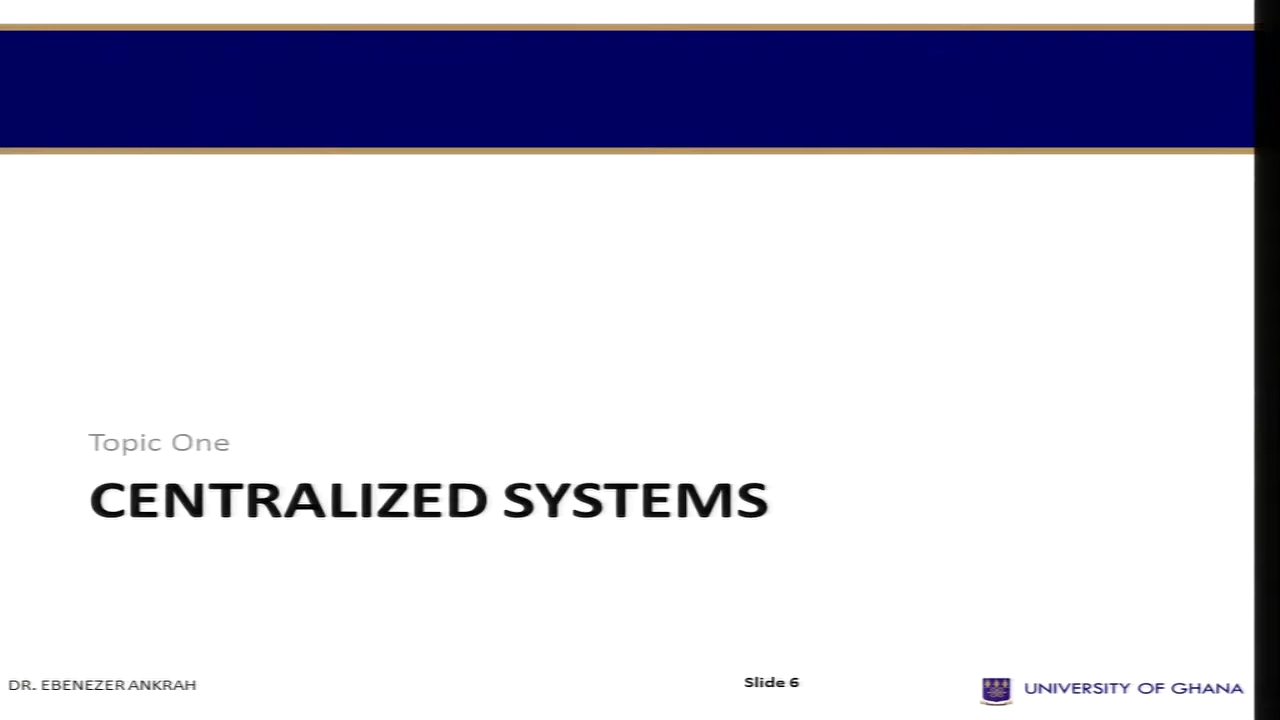 Topic One
CENTRALIZED SYSTEMS
DR. EBENEZER ANKRAH
Slide 6
UNIVERSITY OF GHANA